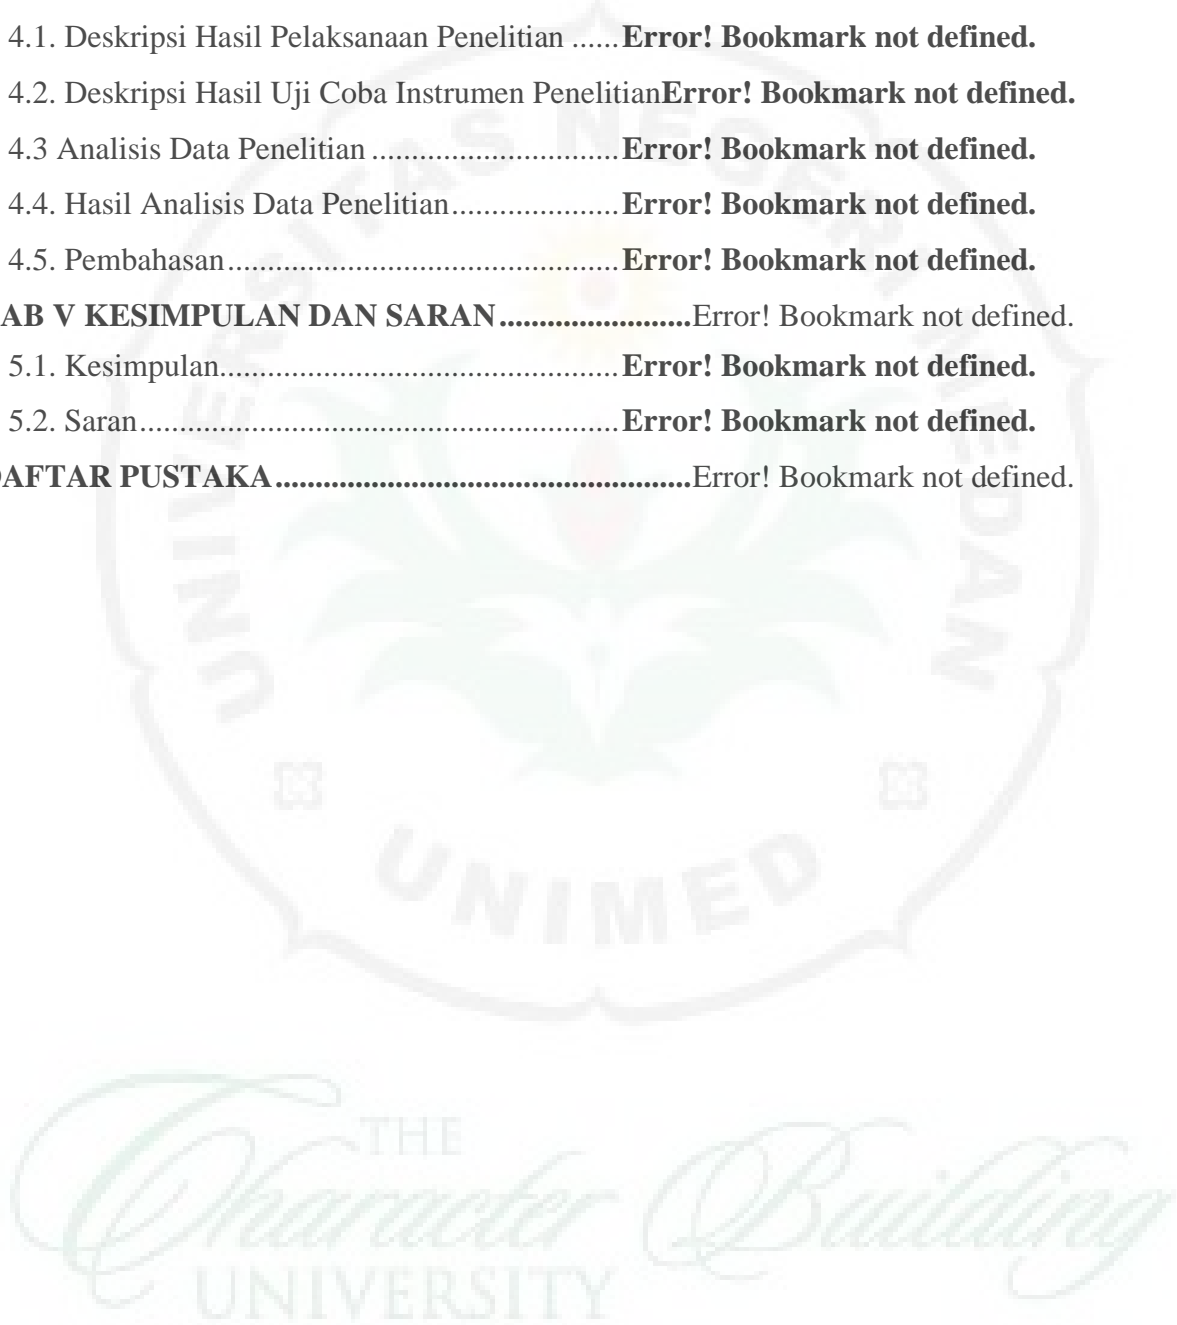 4.1. Deskripsi Hasil Pelaksanaan Penelitian ......Error! Bookmark not defined.
4.2. Deskripsi Hasil Uji Coba Instrumen PenelitianError! Bookmark not defined.
4.3 Analisis Data Penelitian ...............................Error! Bookmark not defined.
4.4. Hasil Analisis Data Penelitian.....................Error! Bookmark not defined.
4.5. Pembahasan.................................................Error! Bookmark not defined.
AB V KESIMPULAN DAN SARAN........................Error! Bookmark not defined.
5.1. Kesimpulan.....................................................Error! Bookmark not defined.
5.2. Saran............................................................Error! Bookmark not defined.
DAFTAR PUSTAKA....................................................Error! Bookmark not defined.
UNIVERSITAS NEGERI MEDAN
UNIMED
THE
Character Building
UNIVERSITY